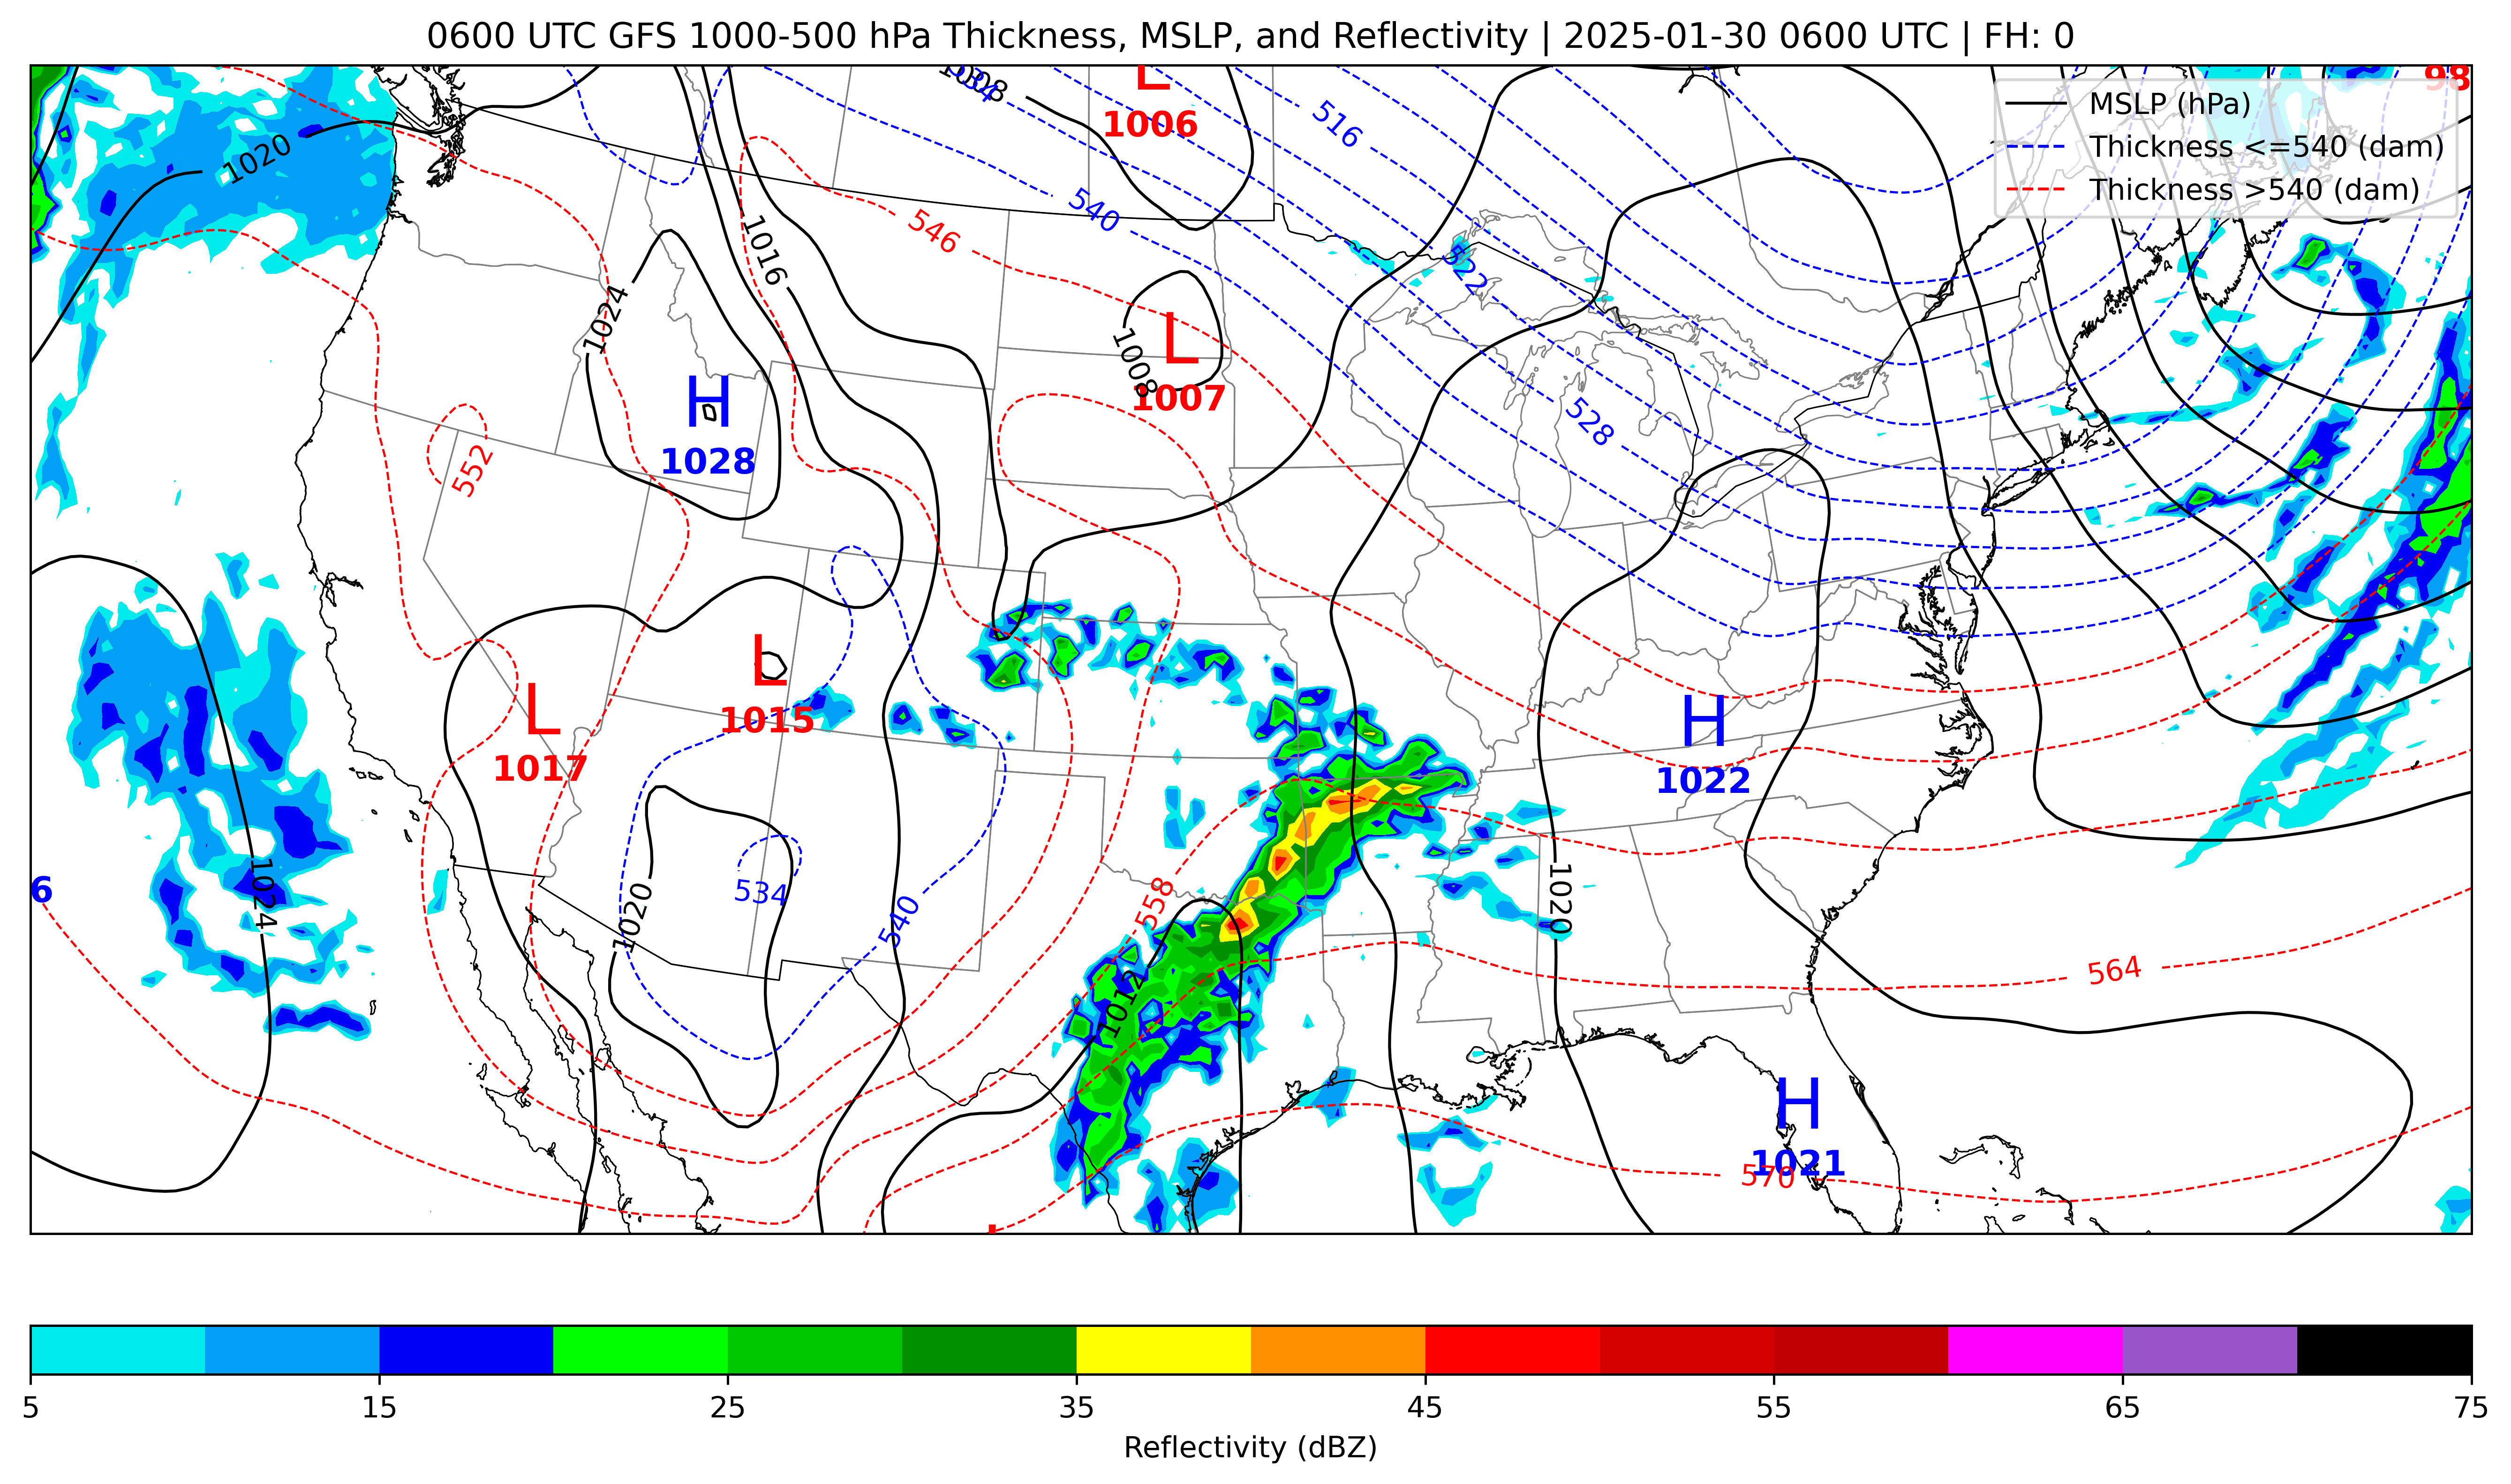 0600 UTC GFS 1000-500 hPa Thickness, MSLP, and Reflectivity | 2025-01-30 0600 UTC | FH: 0
1008
534
L
1006
516
98
MSLP (hPa)
Thickness <=540 (dam)
Thickness >540 (dam)
1020
540
546
1016
522
1024
L
1008
1007
H
1028
528
552
L
1015
L
1017
H
1022
6
1024
534
1020
540
558
1020
1012
564
H
1021
570
5 15 25 35 45 55 65 75
Reflectivity (dBZ)